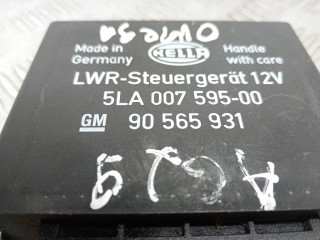 Made in Germany
HELLA
Handle with care
LWR-Steuergerät 12V
5LA 007 595-00
GM 90 565 931